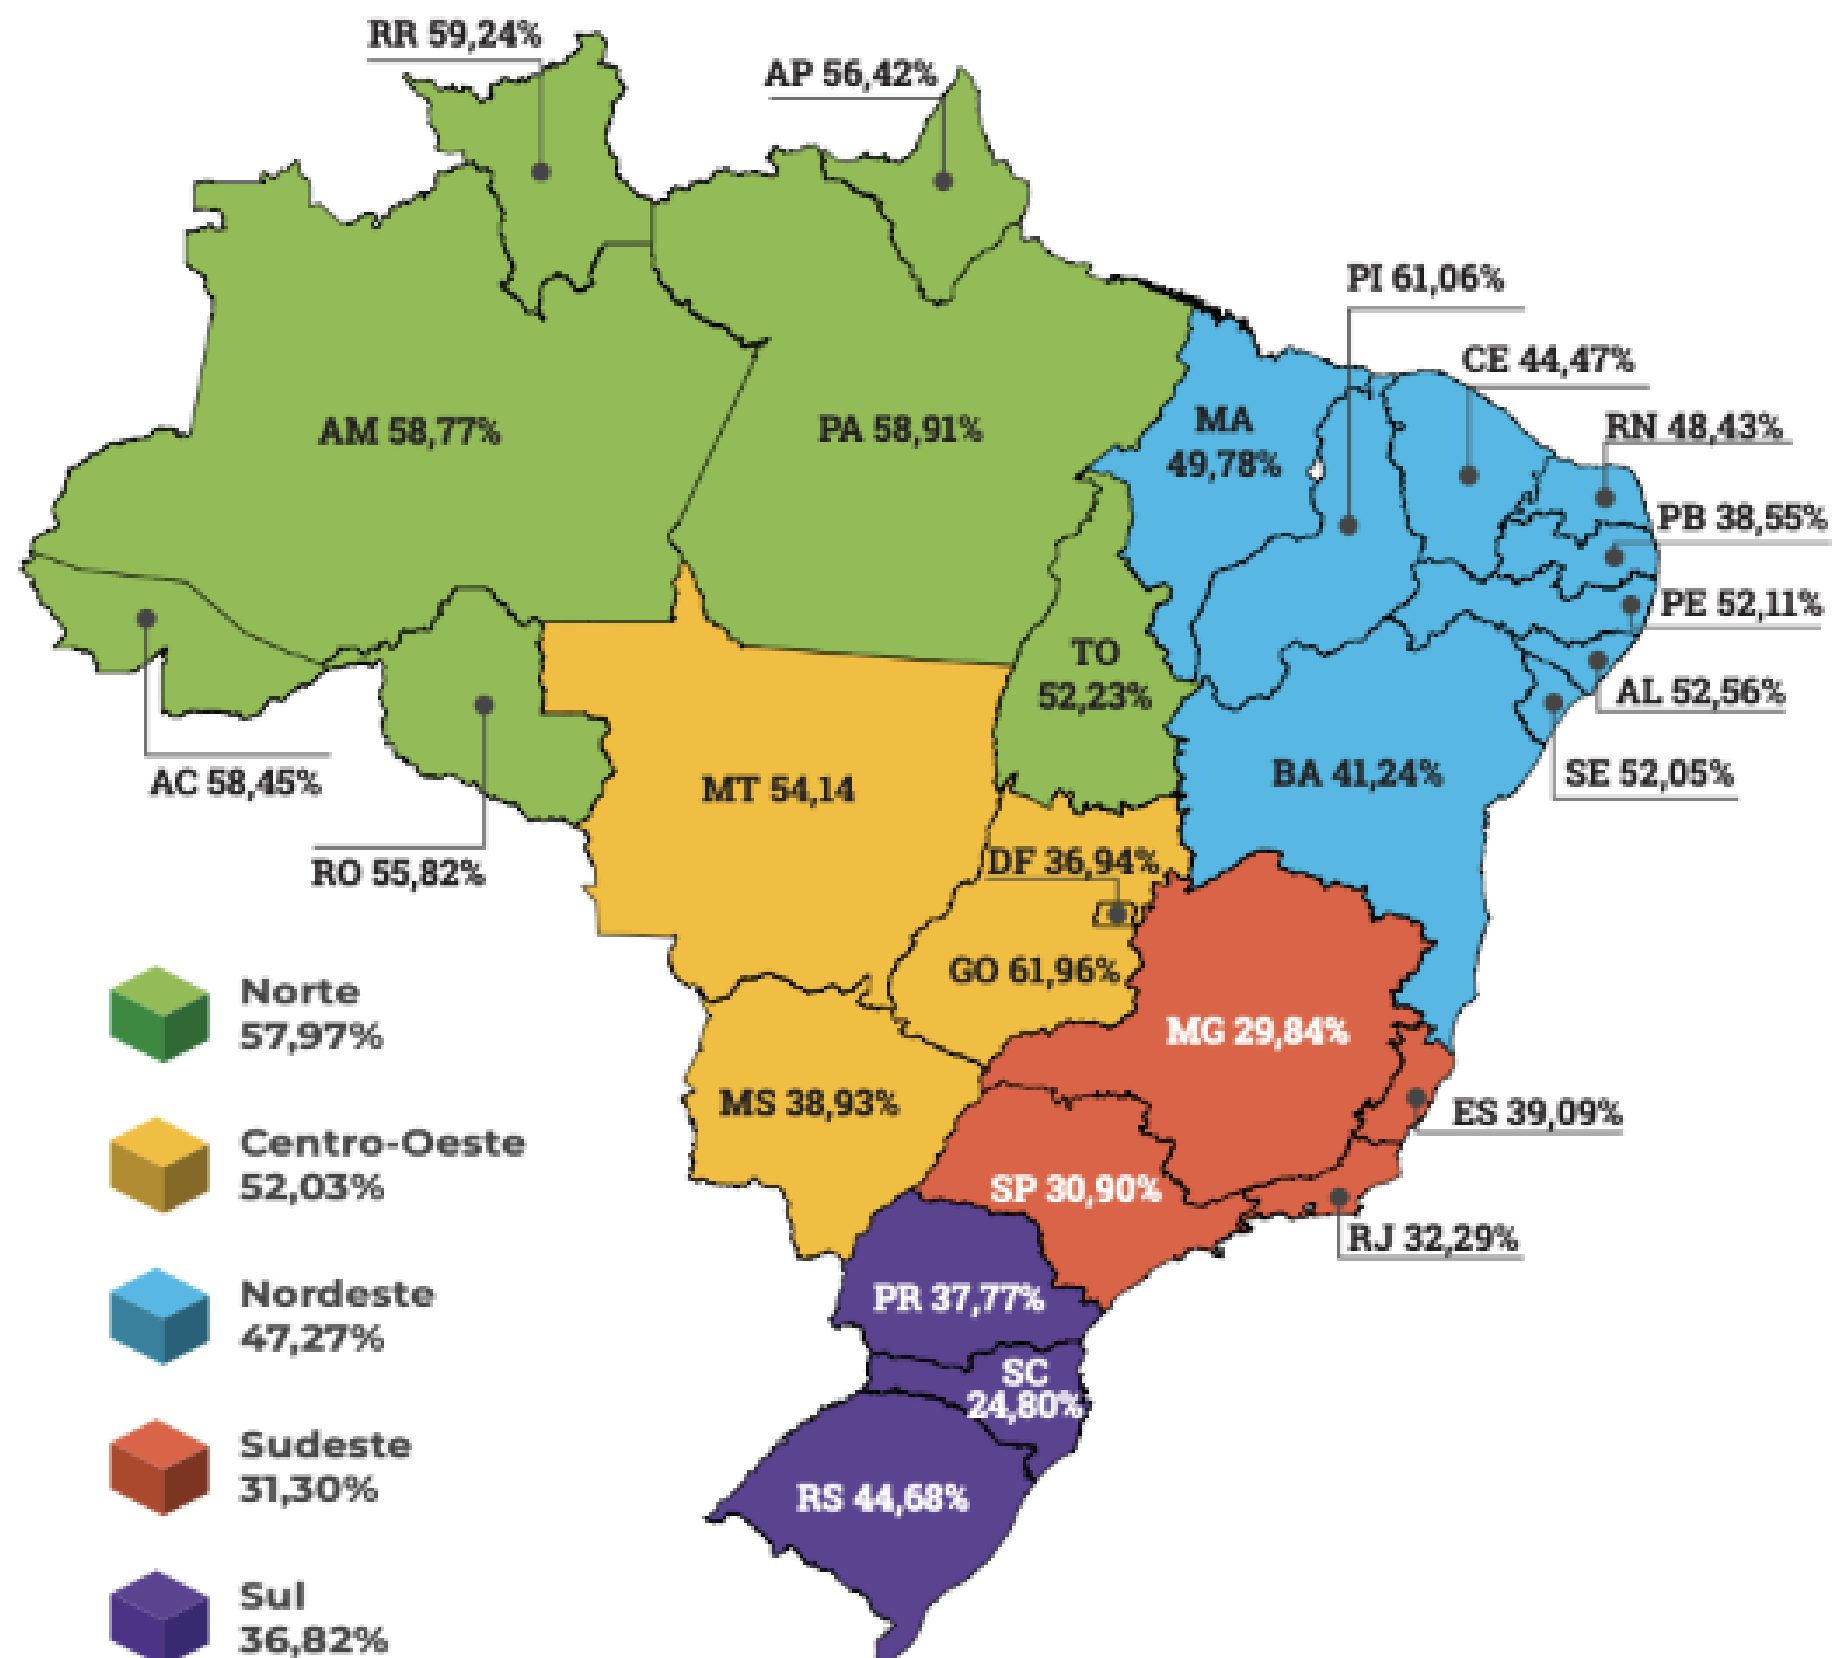 RR 59,24%
AP 56,42%
PI 61,06%
CE 44,47%
RN 48,43%
PB 38,55%
PE 52,11%
AL 52,56%
SE 52,05%
AM 58,77%
PA 58,91%
MA
49,78%
TO
52,23%
BA 41,24%
AC 58,45%
RO 55,82%
MT 54,14
DF 36,94%
GO 61,96%
MG 29,84%
MS 38,93%
ES 39,09%
SP 30,90%
RJ 32,29%
PR 37,77%
SC
24,80%
RS 44,68%
Norte
57,97%
Centro-Oeste
52,03%
Nordeste
47,27%
Sudeste
31,30%
Sul
36,82%